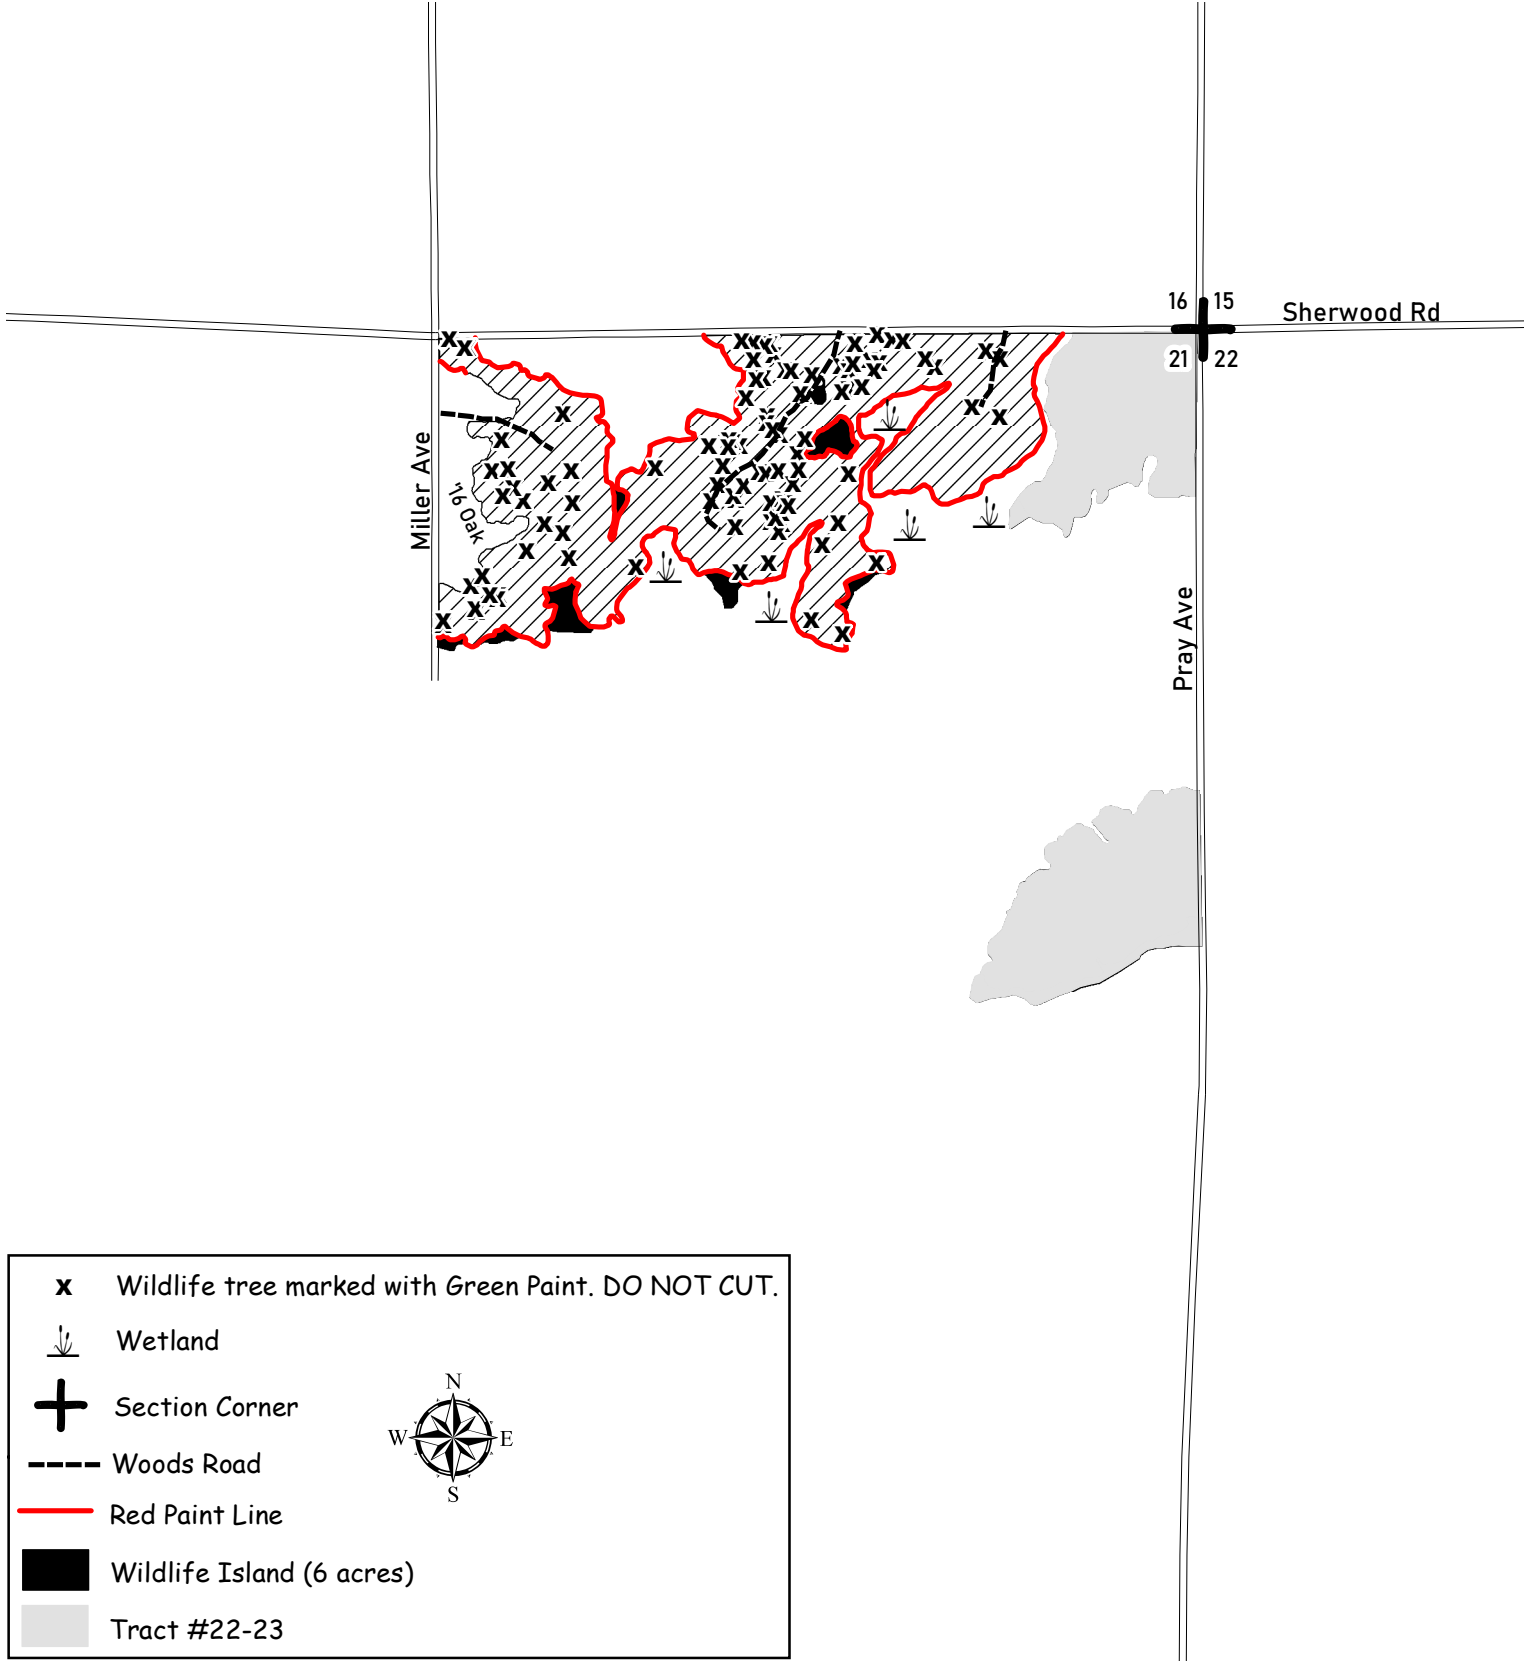 16 15
Sherwood Rd
21 22
Miller Ave
'16 Oak
Pray Ave
x Wildlife tree marked with Green Paint. DO NOT CUT.
Wetland
Section Corner
Woods Road
Red Paint Line
Wildlife Island (6 acres)
Tract #22-23
N
W E
S